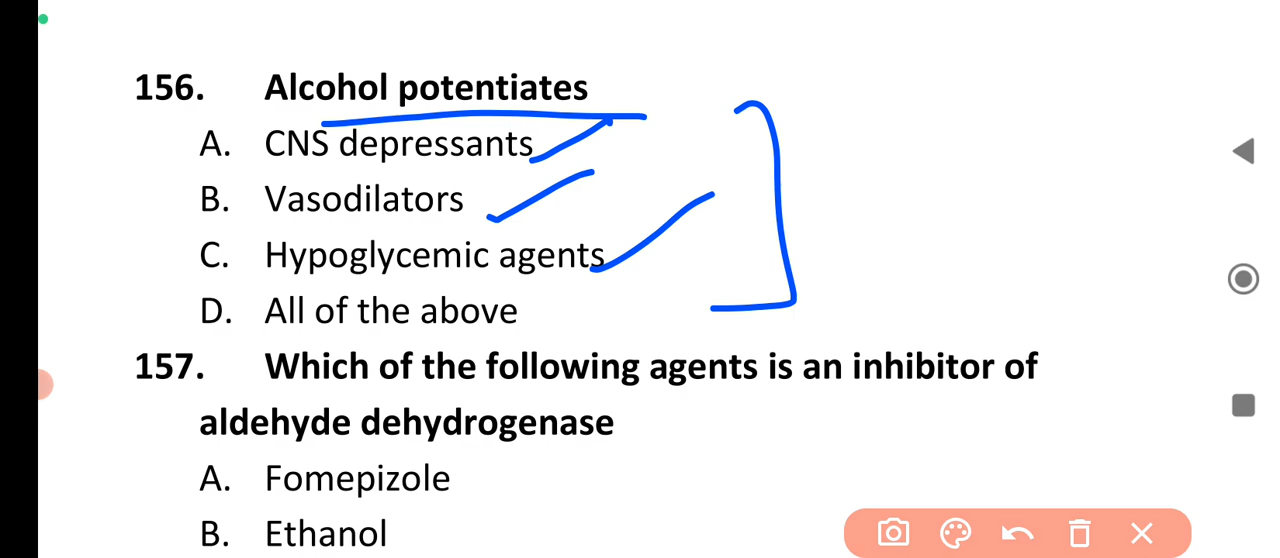 156. Alcohol potentiates
A. CNS depressants
B. Vasodilators
C. Hypoglycemic agents
D. All of the above
157. Which of the following agents is an inhibitor of
aldehyde dehydrogenase
A. Fomepizole
B. Ethanol